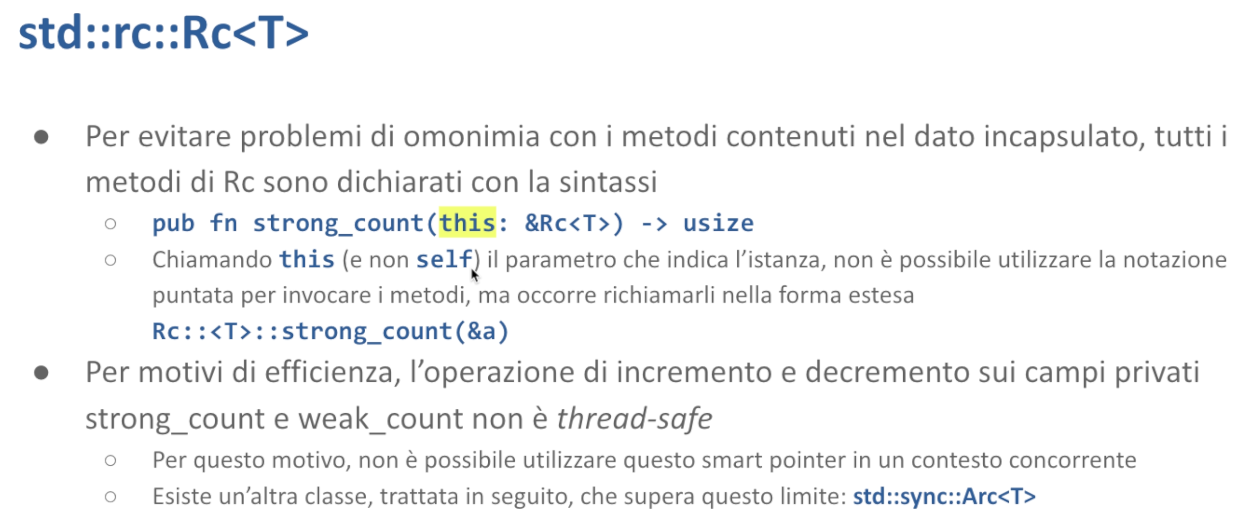 std::rc::Rc<T>
● Per evitare problemi di omonimia con i metodi contenuti nel dato incapsulato, tutti i
metodi di Rc sono dichiarati con la sintassi
○ pub fn strong_count(this: &Rc<T>) -> usize
○ Chiamando this (e non self) il parametro che indica l’istanza, non è possibile utilizzare la notazione
puntata per invocare i metodi, ma occorre richiamarli nella forma estesa
Rc::<T>::strong_count(&a)
● Per motivi di efficienza, l’operazione di incremento e decremento sui campi privati
strong_count e weak_count non è thread-safe
○ Per questo motivo, non è possibile utilizzare questo smart pointer in un contesto concorrente
○ Esiste un’altra classe, trattata in seguito, che supera questo limite: std::sync::Arc<T>